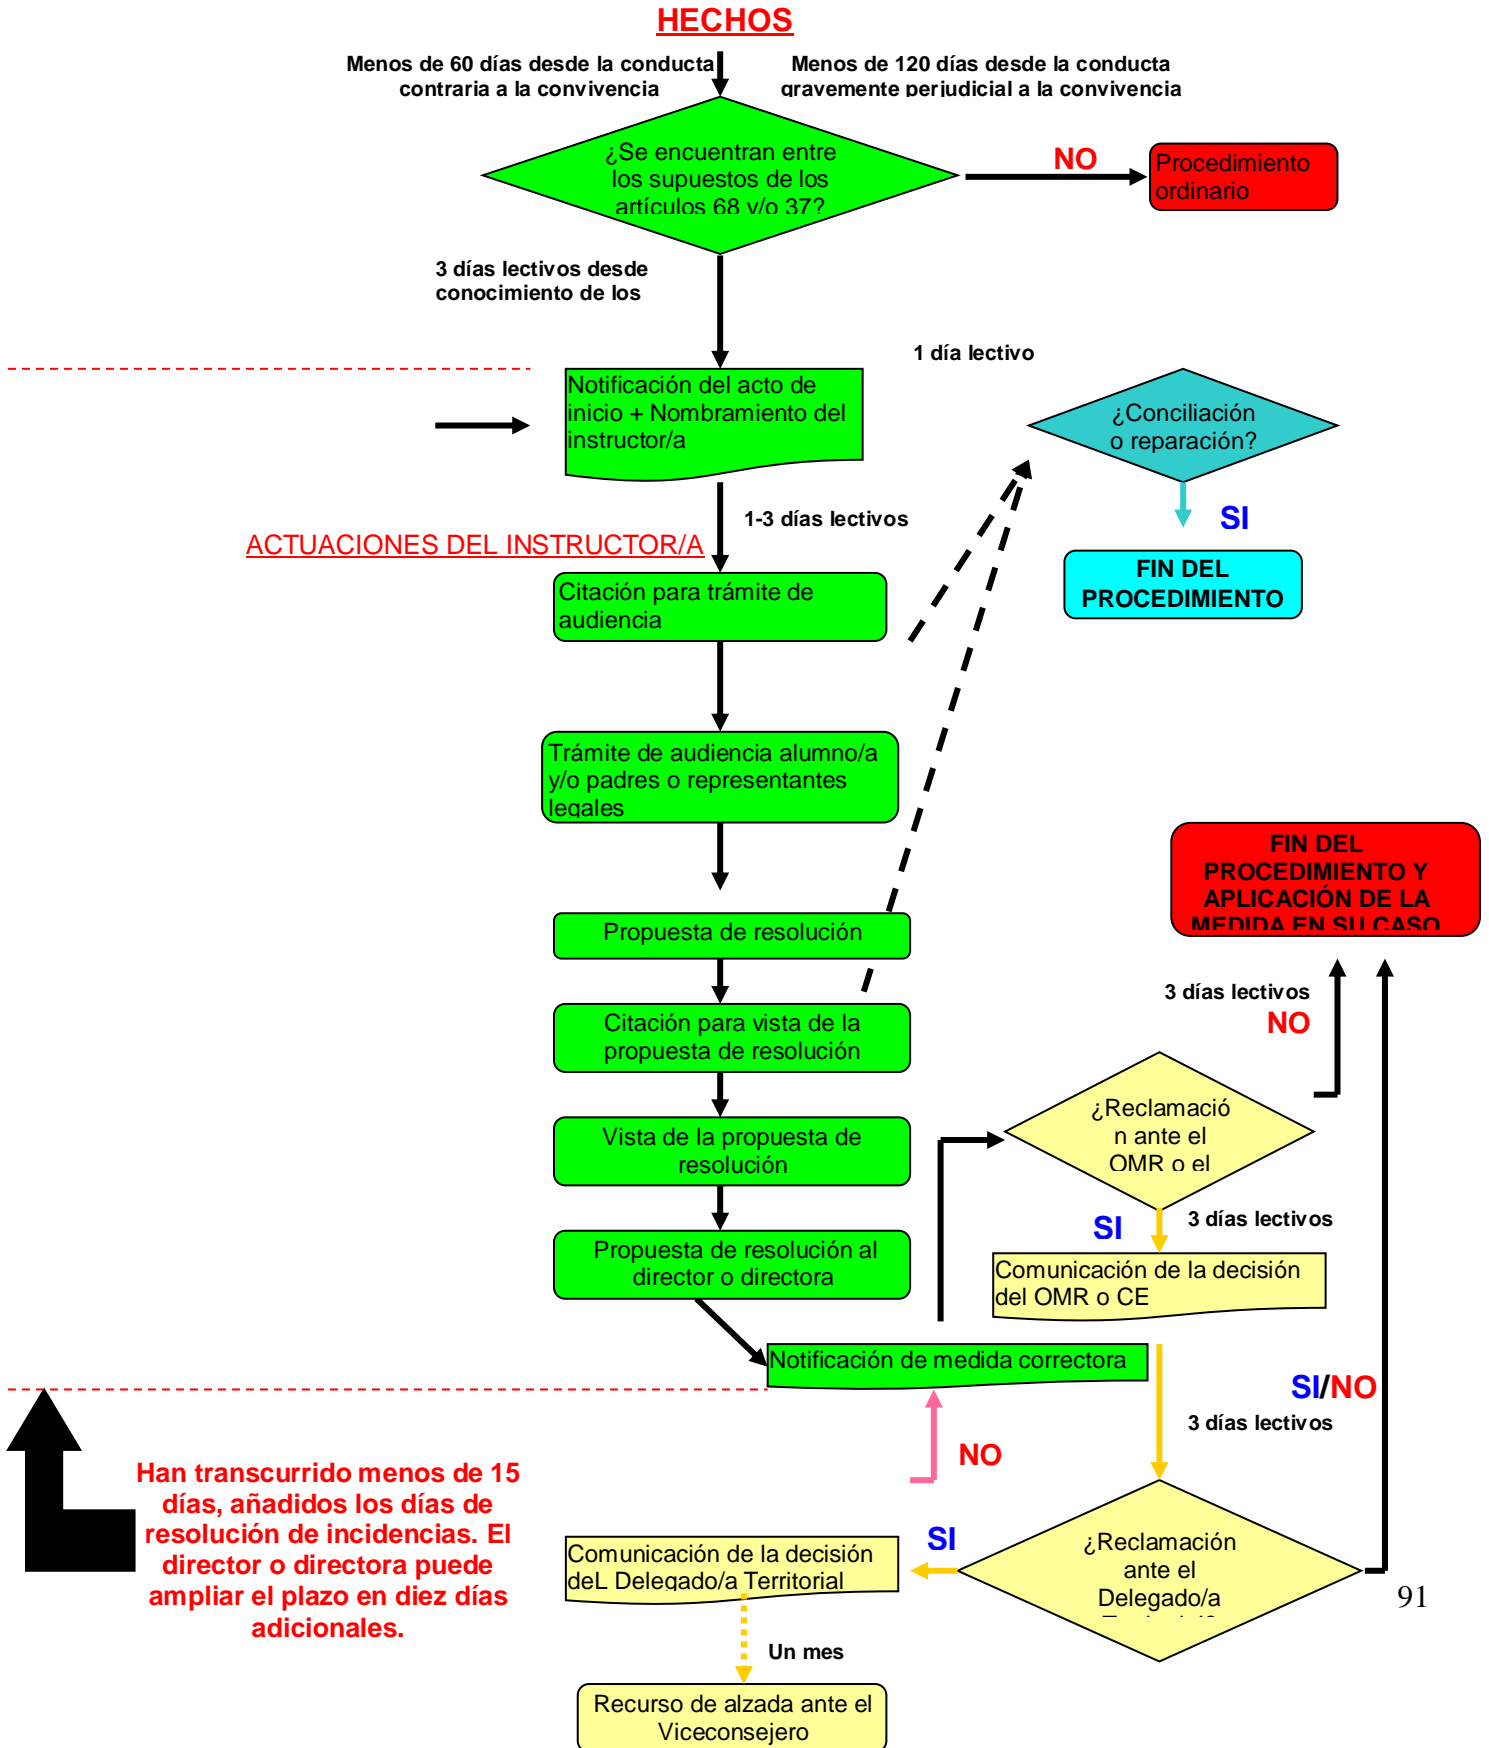 HECHOS
Menos de 60 días desde la conducta
contraria a la convivencia
Menos de 120 días desde la conducta
gravemente perjudicial a la convivencia
¿Se encuentran entre
los supuestos de los
artículos 68 y/o 37?
NO
Procedimiento
ordinario
3 días lectivos desde
conocimiento de los
1 día lectivo
Notificación del acto de
inicio + Nombramiento del
instructor/a
¿Conciliación
o reparación?
SI
FIN DEL
PROCEDIMIENTO
1-3 días lectivos
ACTUACIONES DEL INSTRUCTOR/A
Citación para trámite de
audiencia
Trámite de audiencia alumno/a
y/o padres o representantes
legales
FIN DEL
PROCEDIMIENTO Y
APLICACIÓN DE LA
MEDIDA EN SU CASO
Propuesta de resolución
3 días lectivos
NO
Citación para vista de la
propuesta de resolución
¿Reclamació
n ante el
OMR o el
Vista de la propuesta de
resolución
SI
3 días lectivos
Propuesta de resolución al
director o directora
Comunicación de la decisión
del OMR o CE
Notificación de medida correctora
SI/NO
3 días lectivos
NO
Han transcurrido menos de 15
días, añadidos los días de
resolución de incidencias. El
director o directora puede
ampliar el plazo en diez días
adicionales.
SI
Comunicación de la decisión
deL Delegado/a Territorial
¿Reclamación
ante el
Delegado/a
91
Un mes
Recurso de alzada ante el
Viceconsejero